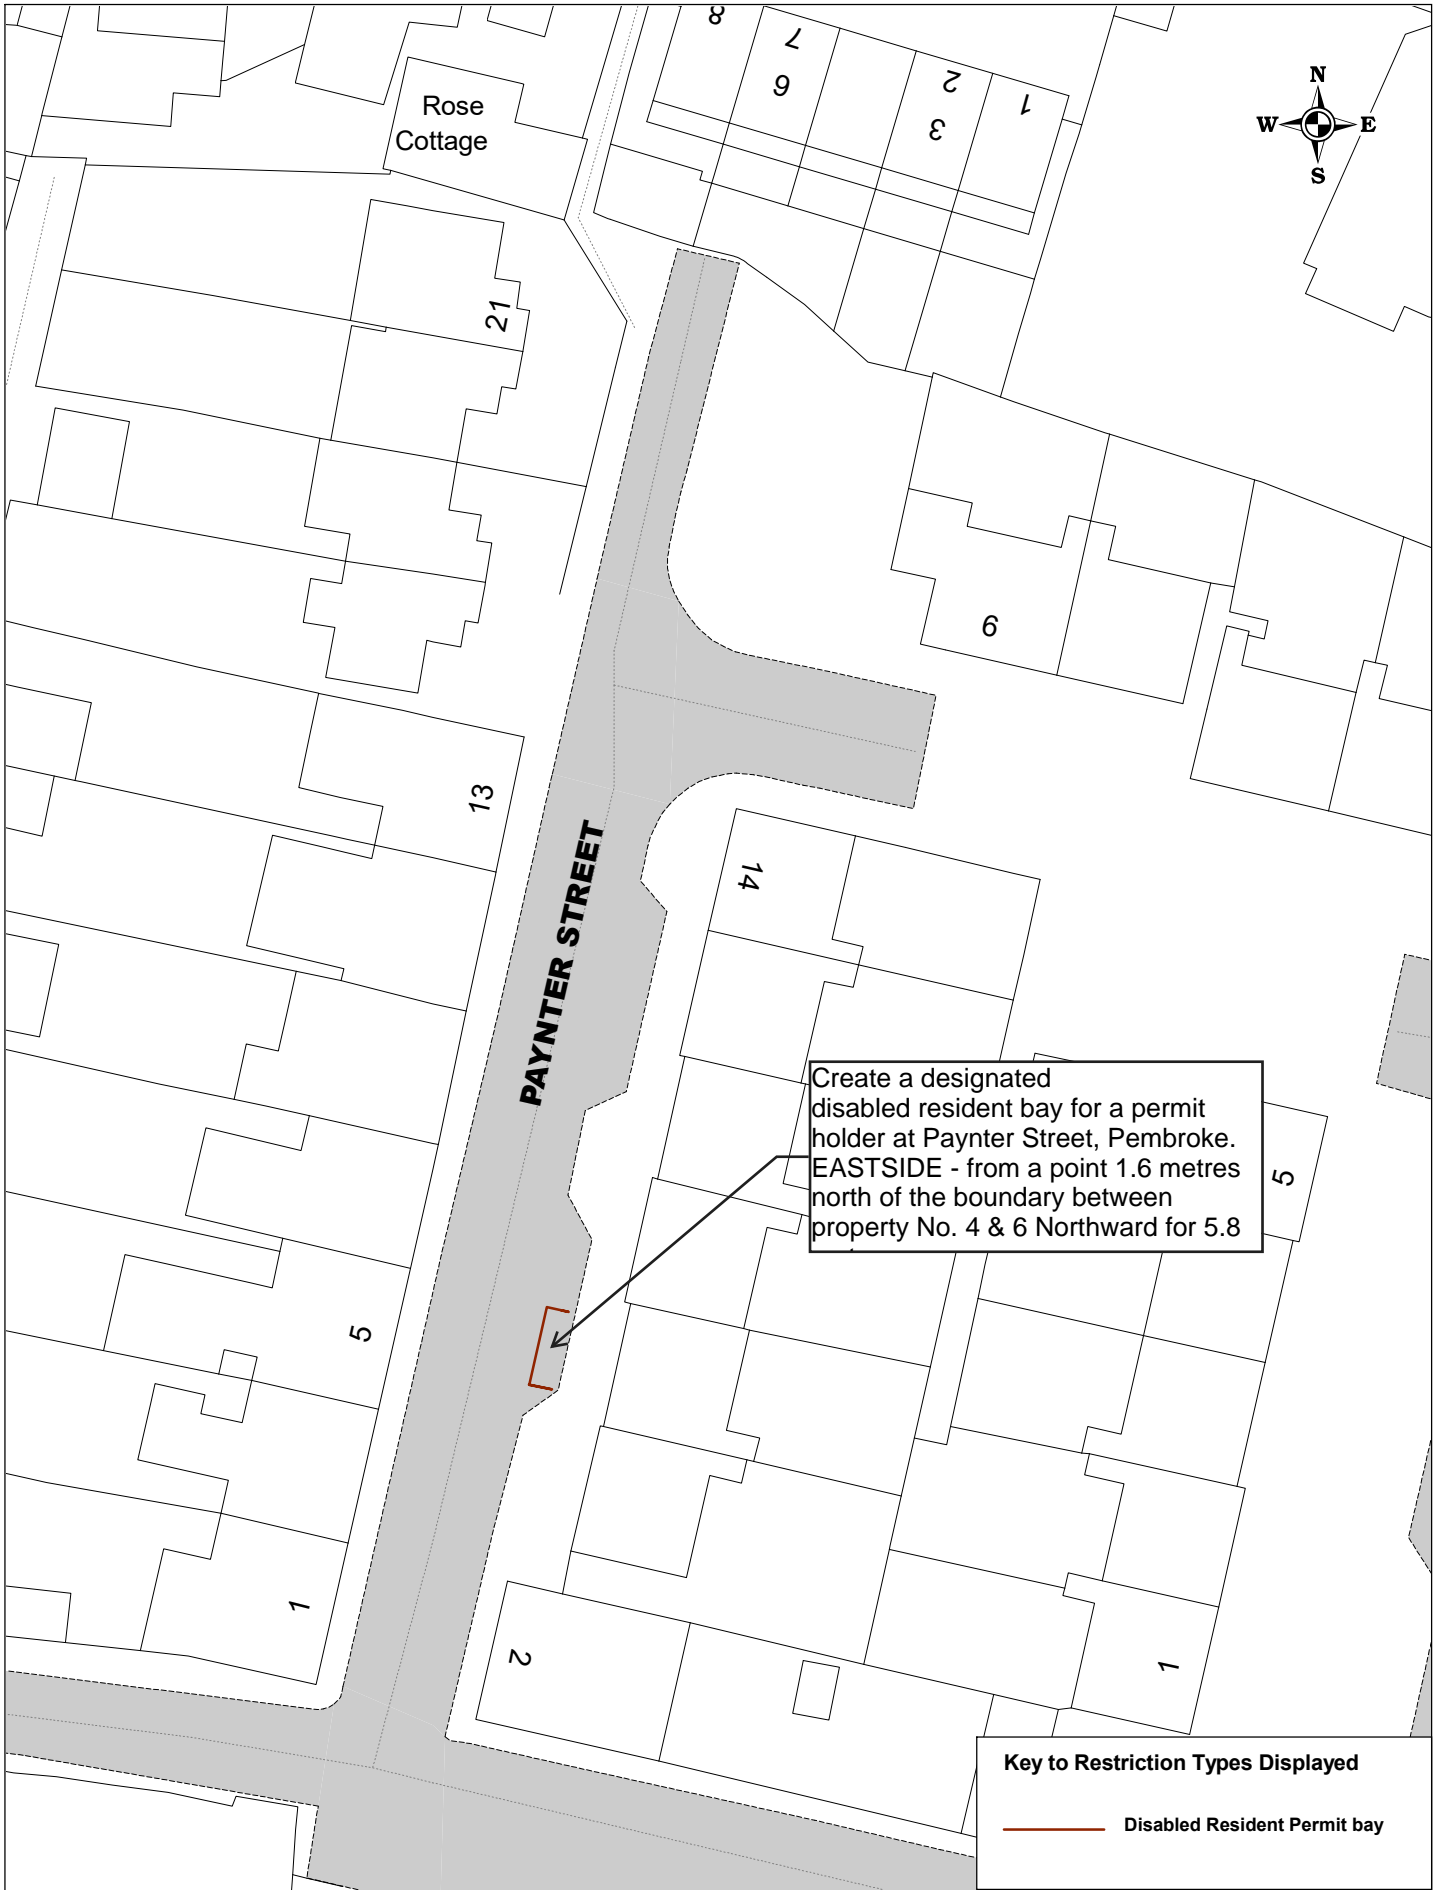 8
7
6
2
3
1
N
W E
S
Rose
Cottage
21
9
13
14
PAYNTER STREET
Create a designated
disabled resident bay for a permit
holder at Paynter Street, Pembroke.
EASTSIDE - from a point 1.6 metres
north of the boundary between
property No. 4 & 6 Northward for 5.8
5
5
1
2
1
Key to Restriction Types Displayed
Disabled Resident Permit bay